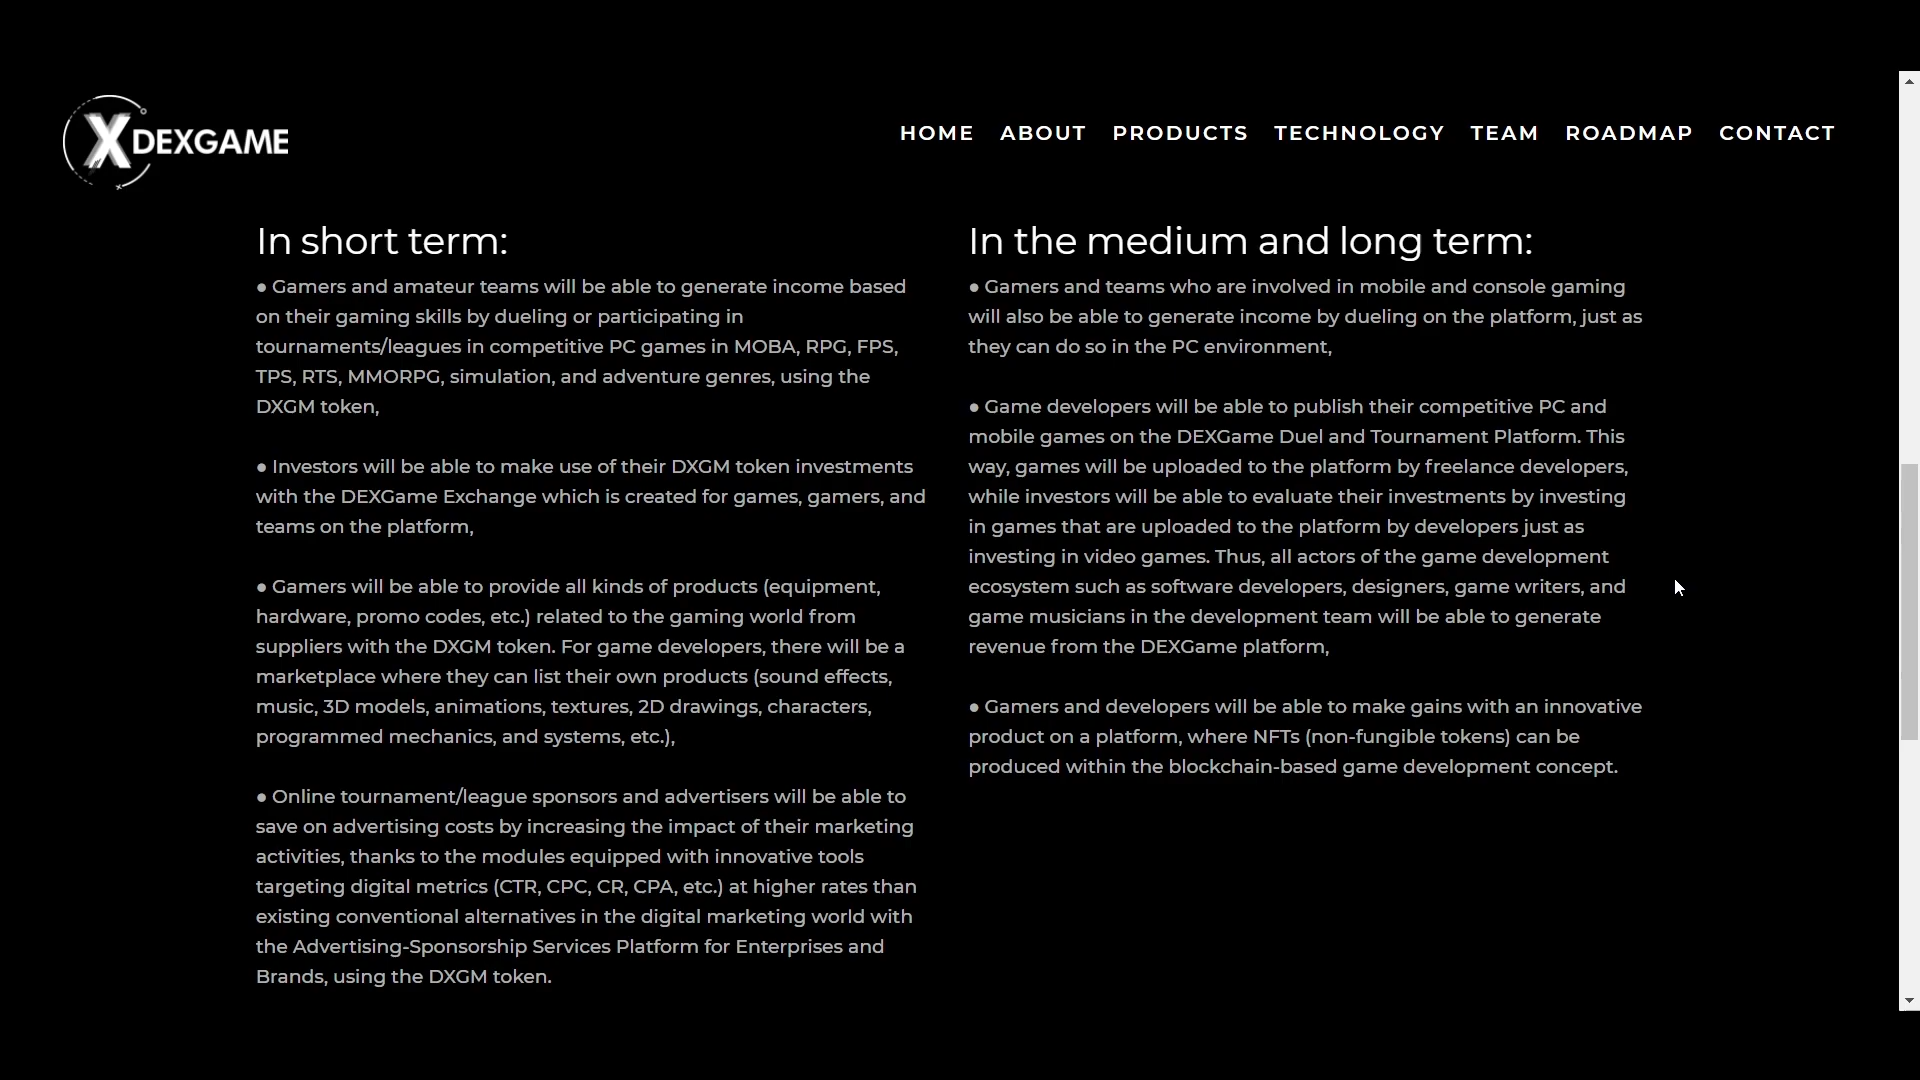 XDEXGAME
HOME ABOUT PRODUCTS TECHNOLOGY TEAM ROADMAP CONTACT
In short term:
● Gamers and amateur teams will be able to generate income based
on their gaming skills by dueling or participating in
tournaments/leagues in competitive PC games in MOBA, RPG, FPS,
TPS, RTS, MMORPG, simulation, and adventure genres, using the
DXGM token,
● Investors will be able to make use of their DXGM token investments
with the DEXGame Exchange which is created for games, gamers, and
teams on the platform,
● Gamers will be able to provide all kinds of products (equipment,
hardware, promo codes, etc.) related to the gaming world from
suppliers with the DXGM token. For game developers, there will be a
marketplace where they can list their own products (sound effects,
music, 3D models, animations, textures, 2D drawings, characters,
programmed mechanics, and systems, etc.),
● Online tournament/league sponsors and advertisers will be able to
save on advertising costs by increasing the impact of their marketing
activities, thanks to the modules equipped with innovative tools
targeting digital metrics (CTR, CPC, CR, CPA, etc.) at higher rates than
existing conventional alternatives in the digital marketing world with
the Advertising-Sponsorship Services Platform for Enterprises and
Brands, using the DXGM token.
In the medium and long term:
● Gamers and teams who are involved in mobile and console gaming
will also be able to generate income by dueling on the platform, just as
they can do so in the PC environment,
● Game developers will be able to publish their competitive PC and
mobile games on the DEXGame Duel and Tournament Platform. This
way, games will be uploaded to the platform by freelance developers,
while investors will be able to evaluate their investments by investing
in games that are uploaded to the platform by developers just as
investing in video games. Thus, all actors of the game development
ecosystem such as software developers, designers, game writers, and
game musicians in the development team will be able to generate
revenue from the DEXGame platform,
● Gamers and developers will be able to make gains with an innovative
product on a platform, where NFTs (non-fungible tokens) can be
produced within the blockchain-based game development concept.